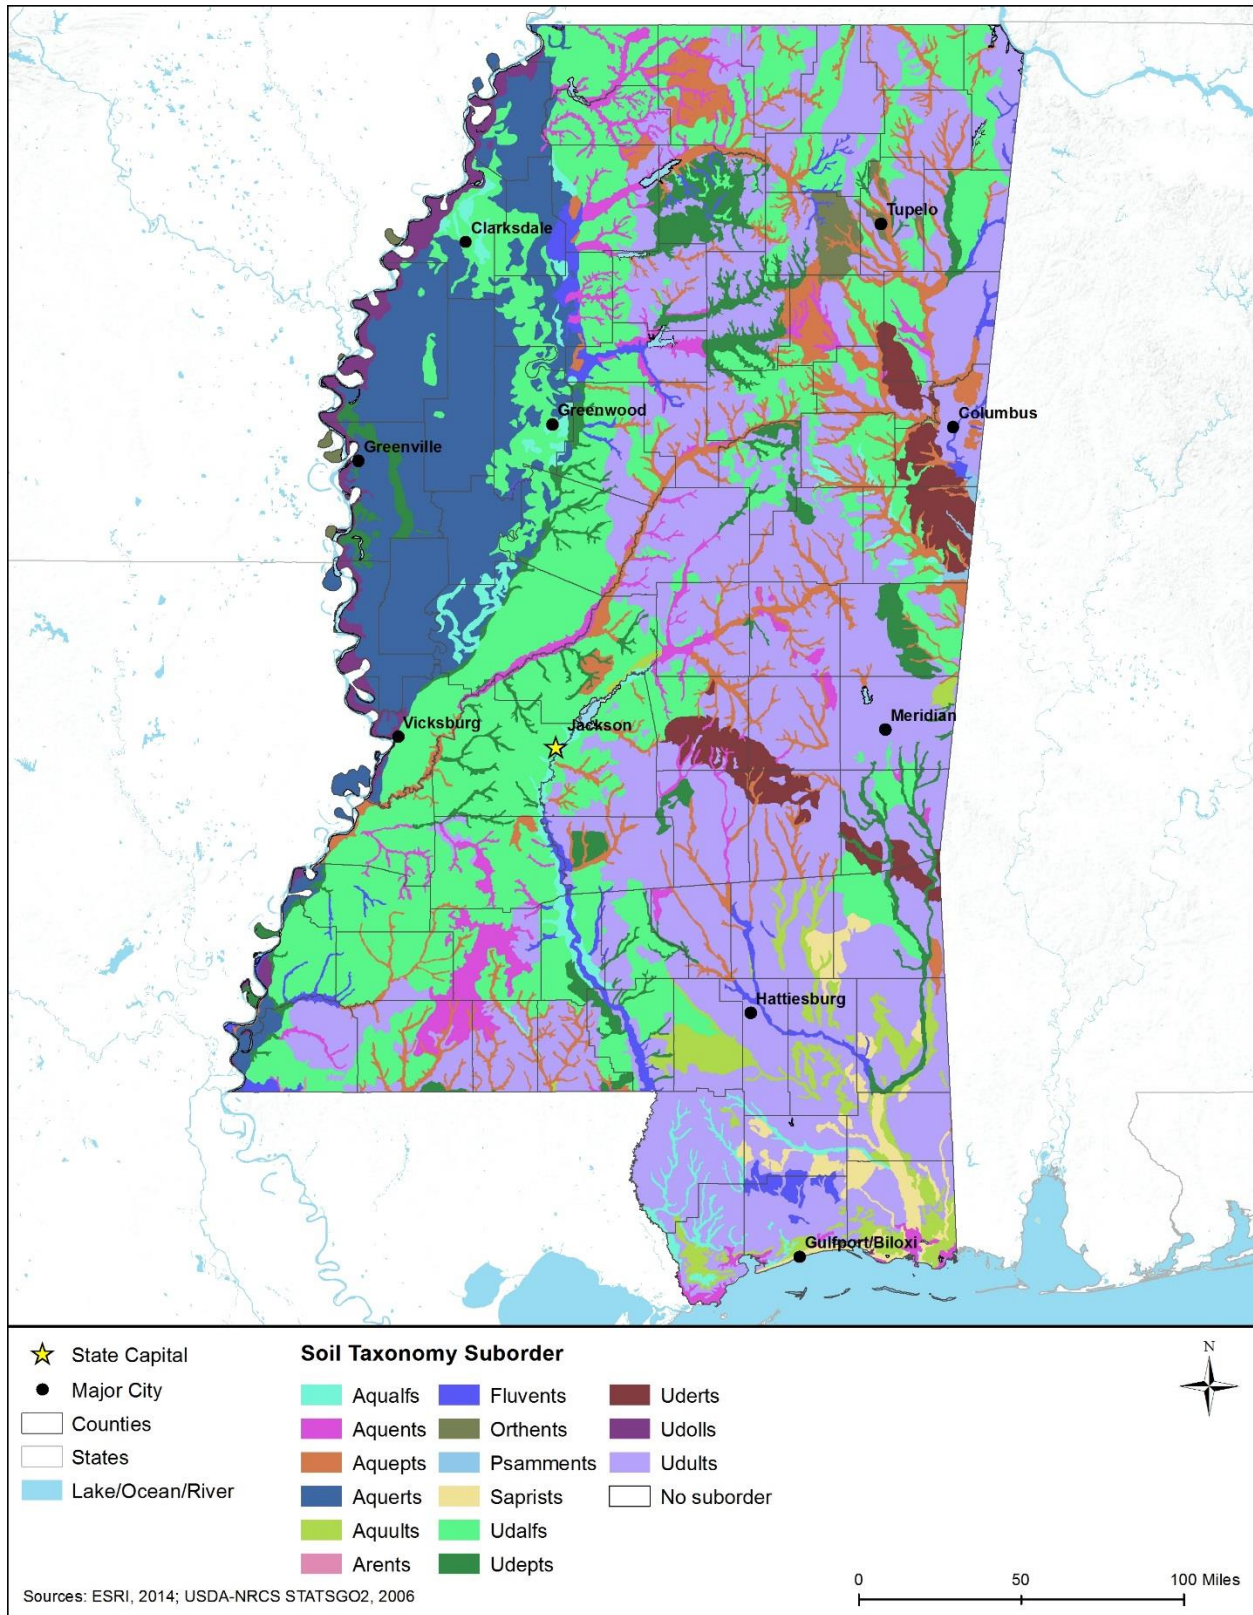 Clarksdale
Tupelo
Greenwood
Columbus
Greenville
Vicksburg
Jackson
Meridian
Hattiesburg
Gulfport/Biloxi
State Capital
Major City
Counties
States
Lake/Ocean/River
Soil Taxonomy Suborder
Aqualfs
Aquents
Aquepts
Aquerts
Aquults
Arents
Fluvents
Orthents
Psamments
Saprists
Udalfs
Udepts
Uderts
Udolls
Udults
No suborder
N
Sources: ESRI, 2014; USDA-NRCS STATSGO2, 2006
0 50 100 Miles